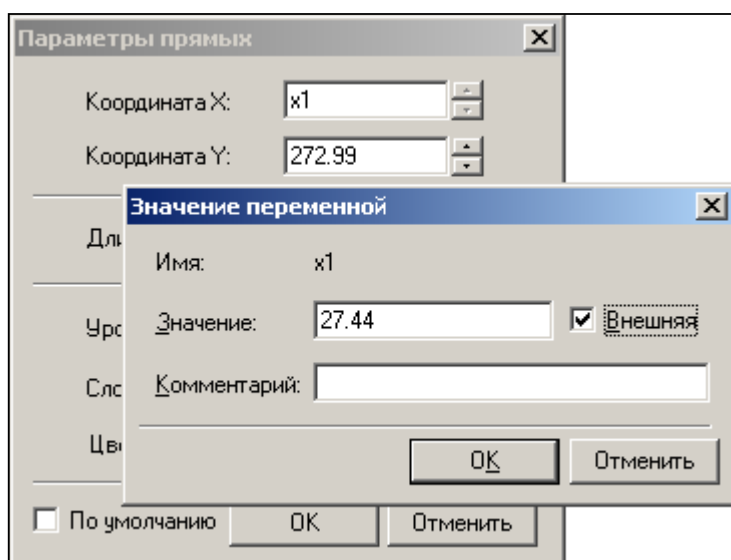 Параметры прямых
Координата X: x1
Координата Y: 272.99
Значение переменной
Имя: x1
Значение: 27.44 Внешняя
Комментарий:
OK Отменить
По умолчанию OK Отменить